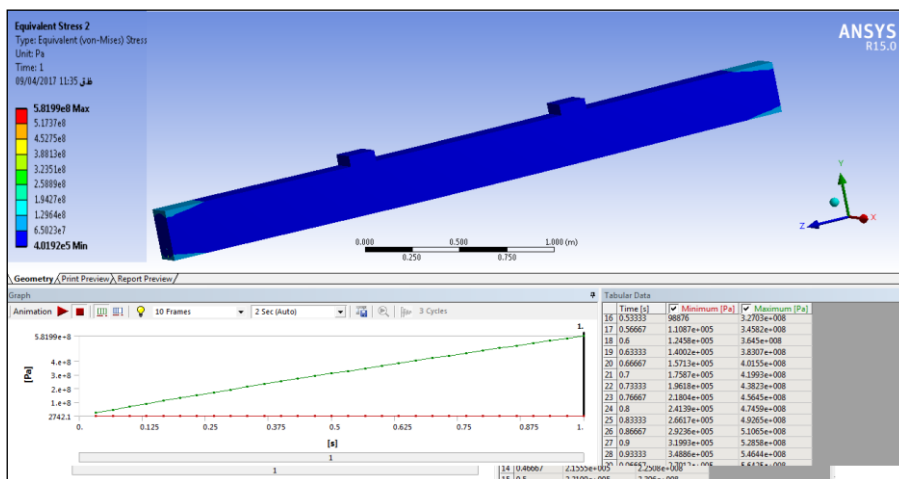 Equivalent Stress 2
Type: Equivalent (von-Mises) Stress
Unit: Pa
Time: 1
09/04/2017 11:35 ظ.ق
5.8199e8 Max
5.1737e8
4.5275e8
3.8813e8
3.2351e8
2.5889e8
1.9427e8
1.2964e8
6.5023e7
4.0192e5 Min
ANSYS
R15.0
Y
Z
X
0.000
0.500
1.000 (m)
0.250
0.750
Geometry Print Preview Report Preview
Graph
Animation 10 Frames 2 Sec (Auto) 3 Cycles
1.
5.8199e+8
4.e+8
3.e+8
2.e+8
1.e+8
2742.1
[Pa]
0. 0.125 0.25 0.375 0.5 0.625 0.75 0.875 1.
[s]
1
1
Tabular Data
Time [s] Minimum [Pa] Maximum [Pa]
16 0.53333 98876 3.2703e+008
17 0.56667 1.1087e+005 3.4582e+008
18 0.6 1.2458e+005 3.645e+008
19 0.63333 1.4002e+005 3.8307e+008
20 0.66667 1.5713e+005 4.0155e+008
21 0.7 1.7587e+005 4.1993e+008
22 0.73333 1.9618e+005 4.3823e+008
23 0.76667 2.1804e+005 4.5645e+008
24 0.8 2.4139e+005 4.7459e+008
25 0.83333 2.6617e+005 4.9265e+008
26 0.86667 2.9236e+005 5.1065e+008
27 0.9 3.1993e+005 5.2858e+008
28 0.93333 3.4886e+005 5.4644e+008
14 0.46667 2.1555e+005 2.2508e+008